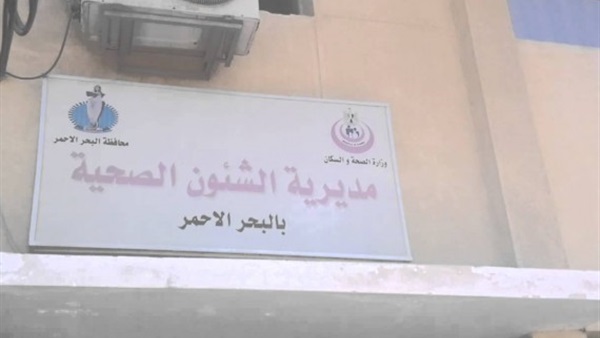 وزارة الصحة و السكان
محافظة البحر الاحمر
مديرية الشئون الصحية
بالبحر الاحمر